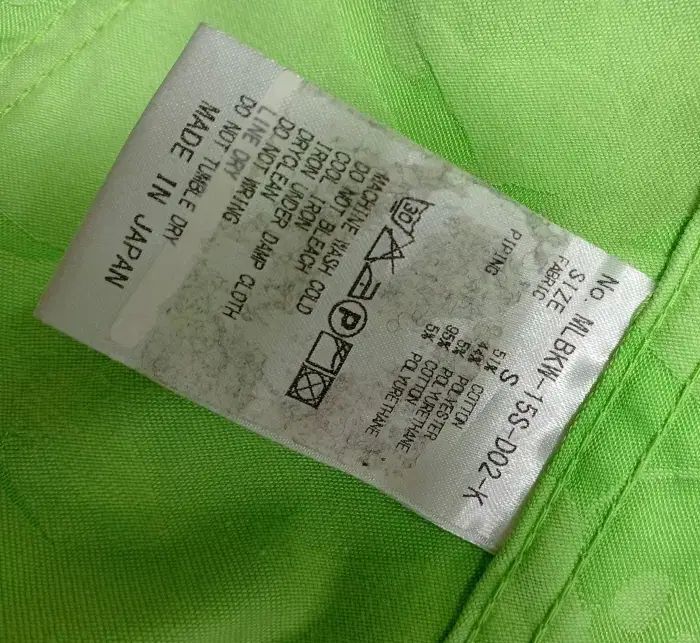 No. MLBKW-15S-D02-K
SIZE S
FABRIC 51% COTTON
44% POLYESTER
5% POLYURETHANE
PIPING 95% COTTON
5% POLYURETHANE
30
P
MACHINE WASH COLD
DO NOT BLEACH
COOL IRON
IRON UNDER DAMP CLOTH
DRYCLEAN
DO NOT WRING
LINE DRY
DO NOT TUMBLE DRY
MADE IN JAPAN